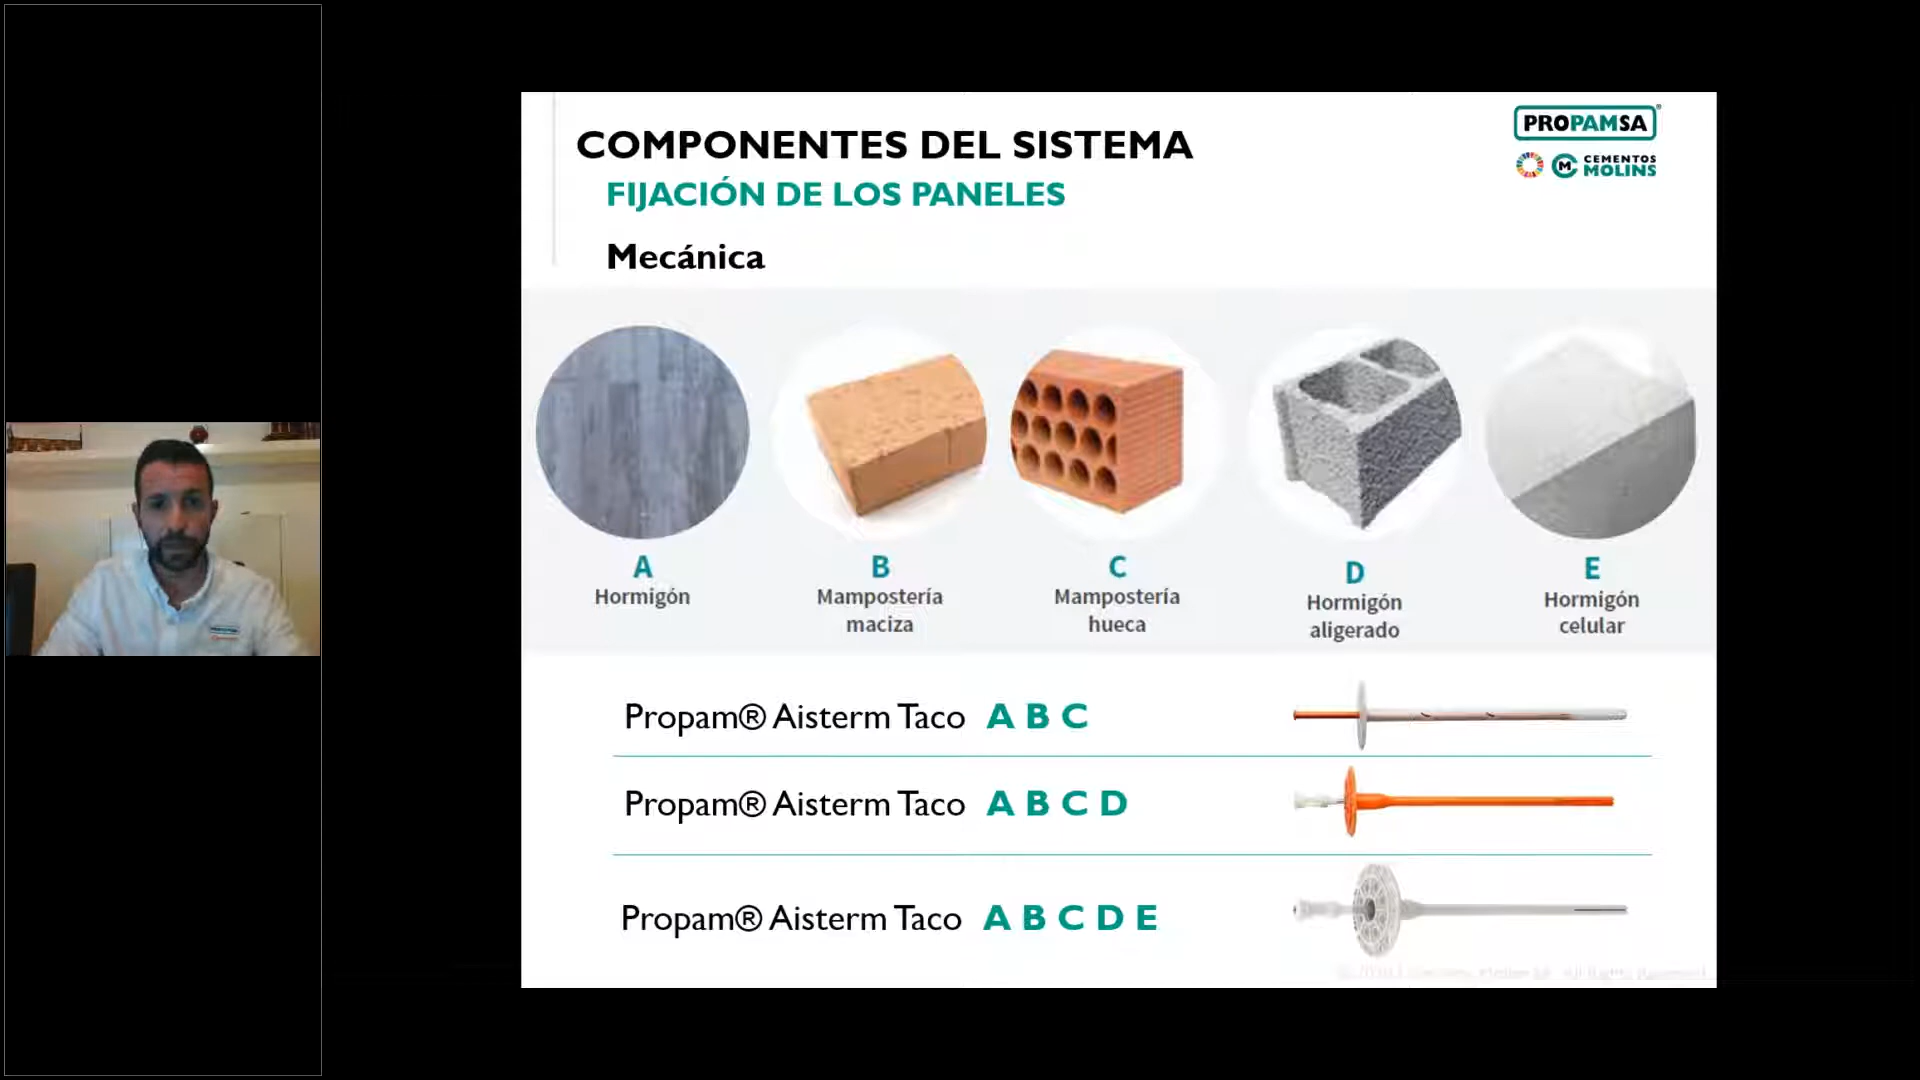 COMPONENTES DEL SISTEMA
FIJACIÓN DE LOS PANELES
Mecánica
PROPAMSA®
CEMENTOS
MOLINS
A
Hormigón
B
Mampostería
maciza
C
Mampostería
hueca
D
Hormigón
aligerado
E
Hormigón
celular
Propam® Aisterm Taco A B C
Propam® Aisterm Taco A B C D
Propam® Aisterm Taco A B C D E